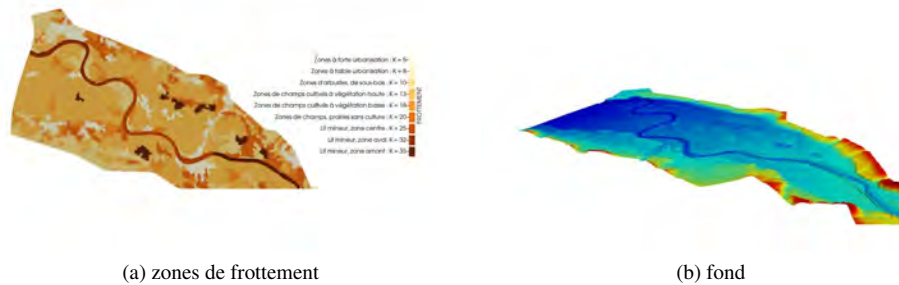 Zones à forte urbanisation : K = 5
Zones à faible urbanisation : K = 8
Zones d'arbustes, de sous-bois : K = 10
Zones de champs cultivés à végétation haute : K = 13
Zones de champs cultivés à végétation basse : K = 18
Zones de champs, prairies sans culture : K = 20
Lit mineur, zone centre : K = 25
Lit mineur, zone aval : K = 30
Lit mineur, zone amont : K = 35
FROTTEMENT
(a) zones de frottement
(b) fond